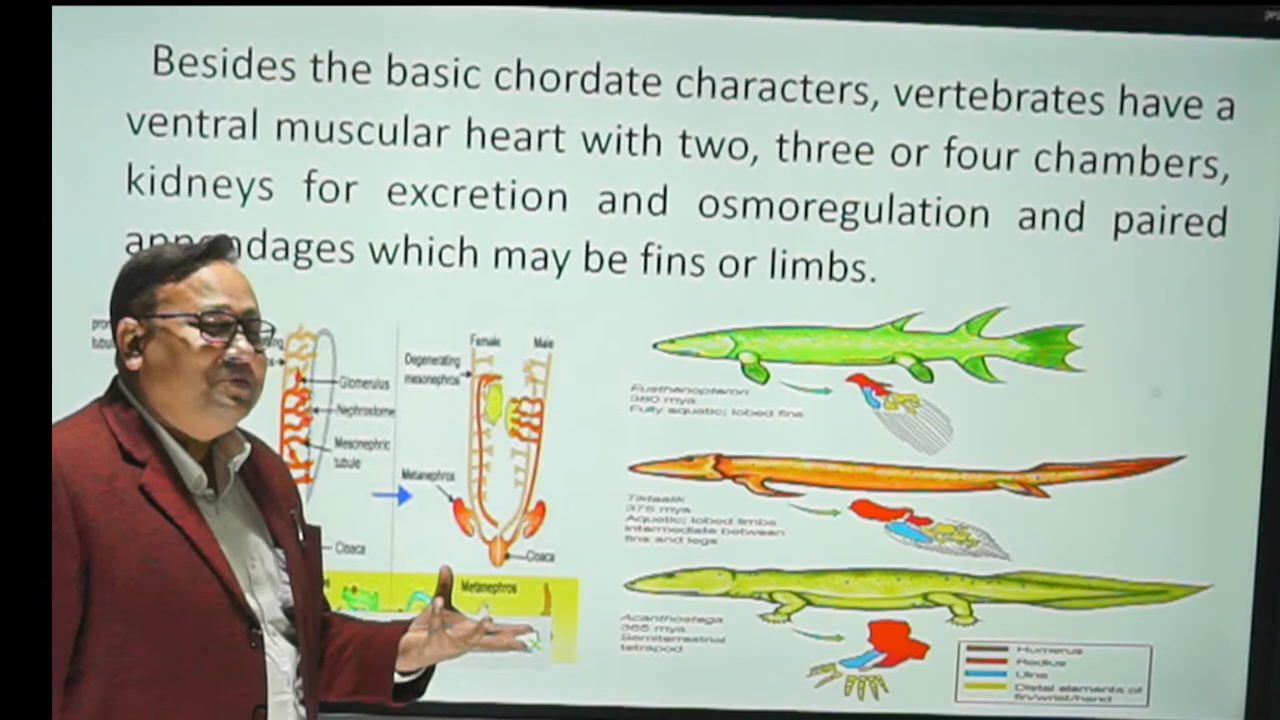 Besides the basic chordate characters, vertebrates have a
ventral muscular heart with two, three or four chambers,
kidneys for excretion and osmoregulation and paired
appendages which may be fins or limbs.
Glomerulus
Nephrostome
Mesonephric
tubule
Cloaca
Female
Male
Degenerating
mesonephros
Metanephros
Cloaca
Metanephros
Eusthenopteron
380 mya
Fully aquatic; lobed fins
Tiktaalik
375 mya
Aquatic; lobed limbs
Intermediate between
fins and legs
Acanthostega
365 mya
Semiterrestrial
tetrapod
Humerus
Radius
Ulna
Distal elements of
fin/wrist/hand